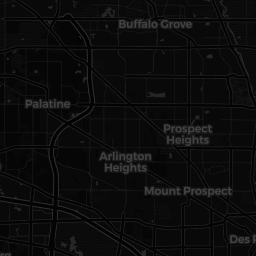 Buffalo Grove
Palatine
Prospect
Heights
Arlington
Heights
Mount Prospect
Des P